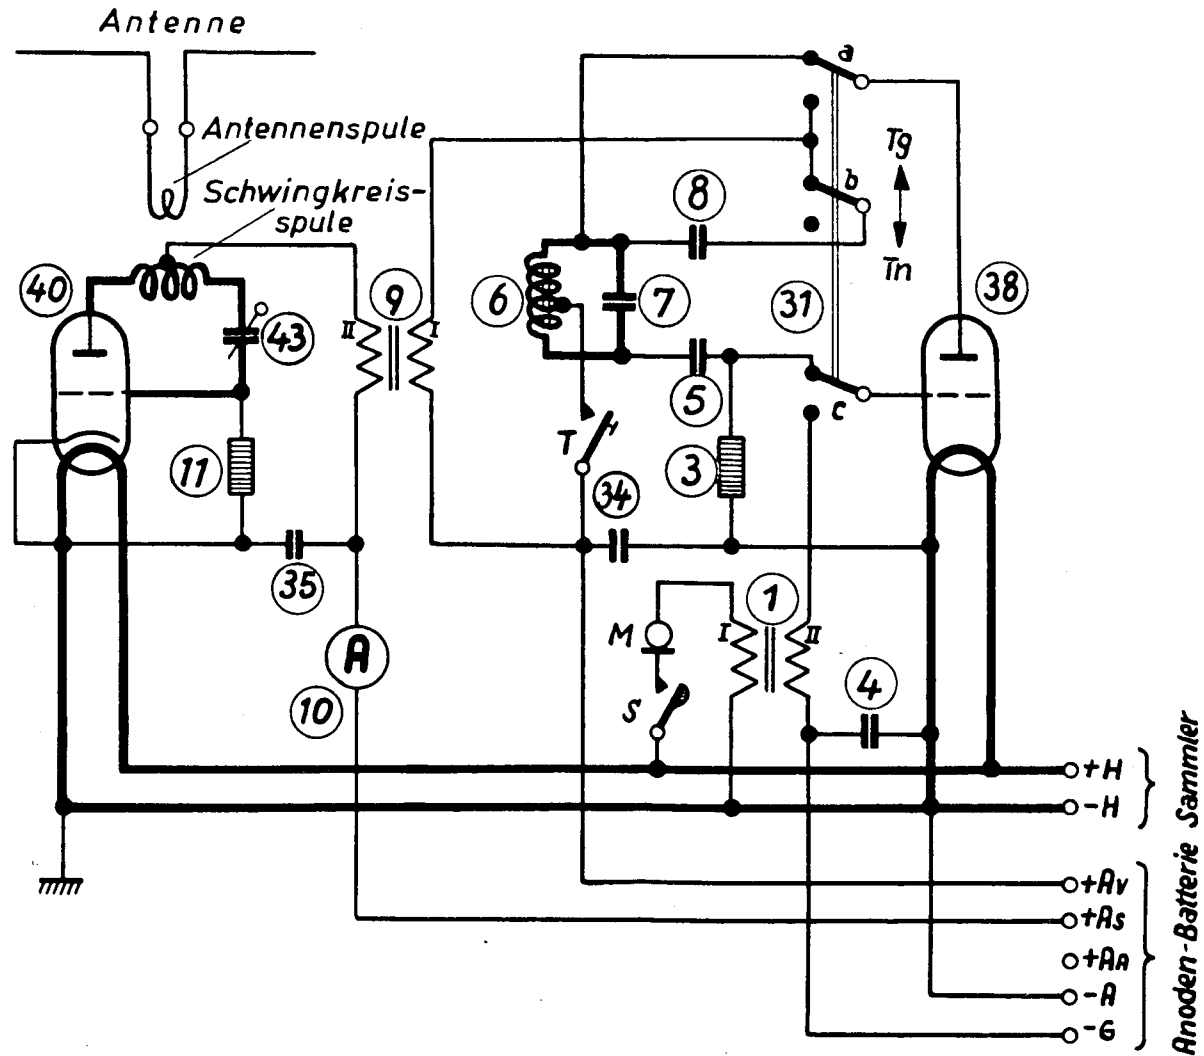 Antenne
Antennenspule
Schwingkreis-
spule
a
Tg
b
Tn
8
40
9
6
7
31
38
43
II
I
5
c
T
11
3
34
35
1
M
I
II
A
S
4
10
+H
-H
+Av
+As
+AA
-A
-G
Anoden-Batterie Sammler